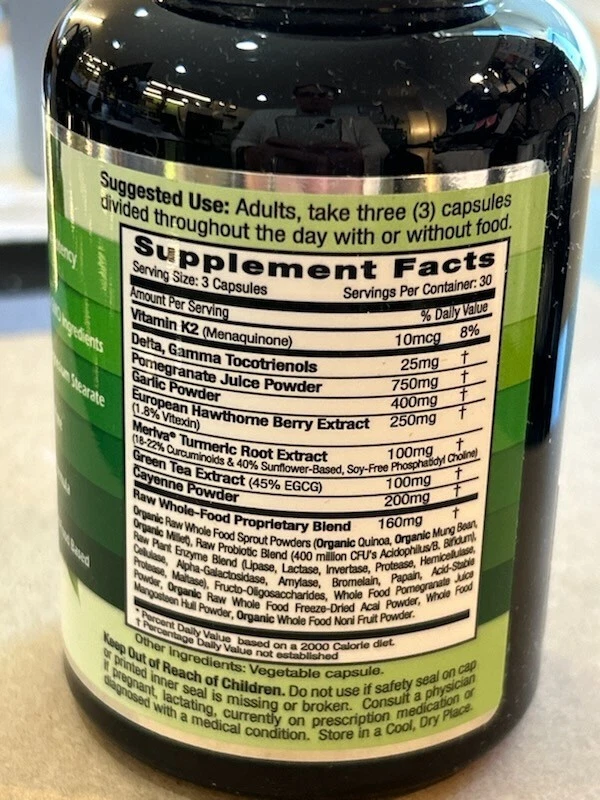 Suggested Use: Adults, take three (3) capsules
divided throughout the day with or without food.
Supplement Facts
Serving Size: 3 Capsules Servings Per Container: 30
Amount Per Serving % Daily Value
Vitamin K2 (Menaquinone) 10mcg 8%
Delta, Gamma Tocotrienols 25mg †
Pomegranate Juice Powder 750mg †
Garlic Powder 400mg †
European Hawthorne Berry Extract 250mg †
(1.8% Vitexin)
Meriva® Turmeric Root Extract 100mg †
(18-22% Curcuminoids & 40% Sunflower-Based, Soy-Free Phosphatidyl Choline)
Green Tea Extract (45% EGCG) 100mg †
Cayenne Powder 200mg †
Raw Whole-Food Proprietary Blend 160mg †
Organic Raw Whole Food Sprout Powders (Organic Quinoa, Organic Mung Bean,
Organic Millet), Raw Probiotic Blend (400 million CFU's Acidophilus/B. Bifidum),
Raw Plant Enzyme Blend (Lipase, Lactase, Invertase, Protease, Hemicellulase,
Cellulase, Alpha-Galactosidase, Amylase, Bromelain, Papain, Acid-Stable
Protease, Maltase), Fructo-Oligosaccharides, Whole Food Pomegranate Juice
Powder, Organic Raw Whole Food Freeze-Dried Acai Powder, Whole Food
Mangosteen Hull Powder, Organic Whole Food Noni Fruit Powder.
* Percent Daily Value based on a 2000 Calorie diet.
† Percentage Daily Value not established
Other Ingredients: Vegetable capsule.
Keep Out of Reach of Children. Do not use if safety seal on cap
or printed inner seal is missing or broken. Consult a physician
if pregnant, lactating, currently on prescription medication or
diagnosed with a medical condition. Store in a Cool, Dry Place.
Ingredients
Stearate
Based